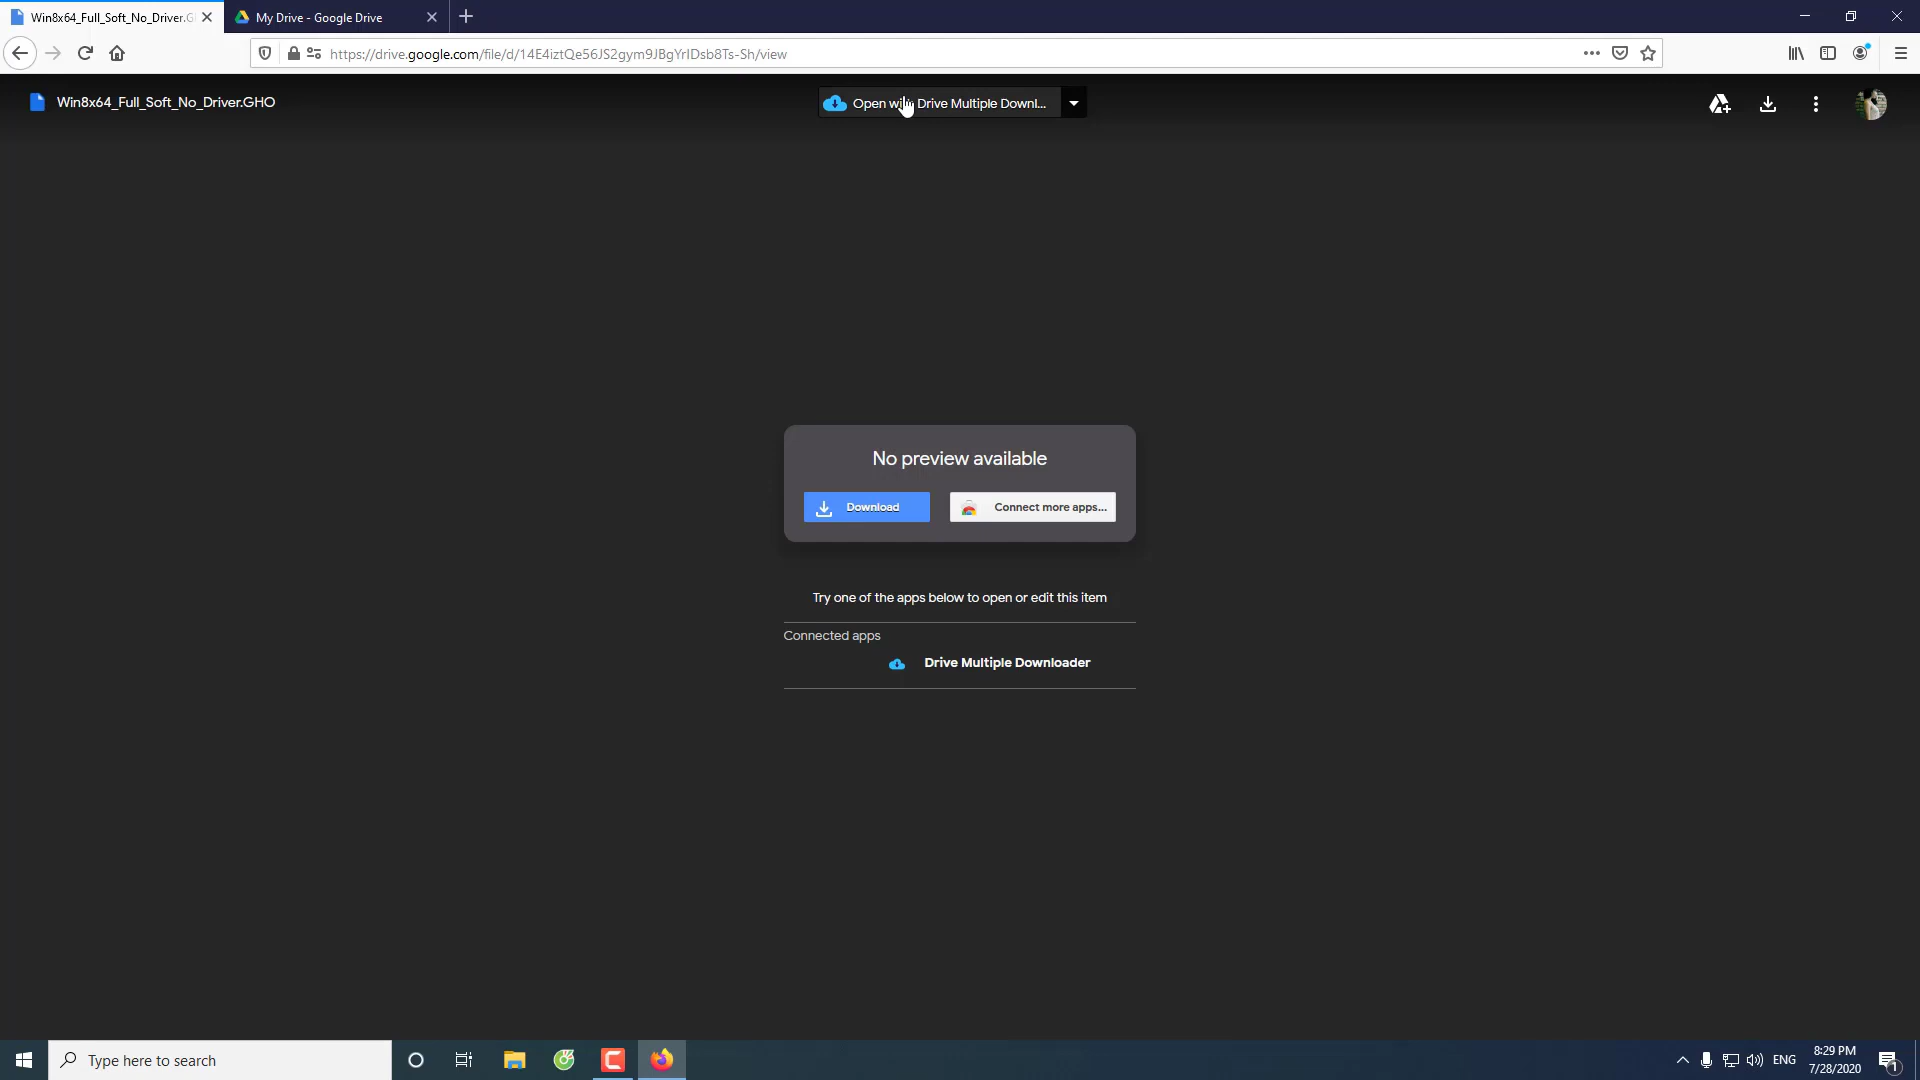 Win8x64_Full_Soft_No_Driver.G
My Drive - Google Drive
https://drive.google.com/file/d/14E4iztQe56JS2gym9JBgYrIDsb8Ts-Sh/view
Win8x64_Full_Soft_No_Driver.GHO
Open with Drive Multiple Downl...
No preview available
Download
Connect more apps...
Try one of the apps below to open or edit this item
Connected apps
Drive Multiple Downloader
Type here to search
ENG
8:29 PM
7/28/2020
1